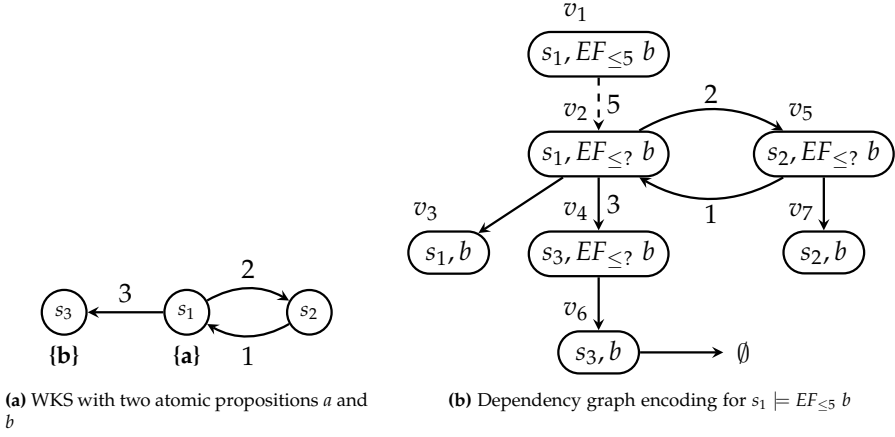 v1
s1, EF≤5 b
5
v2
2
v5
s1, EF≤? b
s2, EF≤? b
v3
v4
3
1
v7
s1, b
s3, EF≤? b
s2, b
3
2
s3
s1
s2
v6
1
{b}
{a}
s3, b
∅
(a) WKS with two atomic propositions a and
b
(b) Dependency graph encoding for s1 ⊨ EF≤5 b